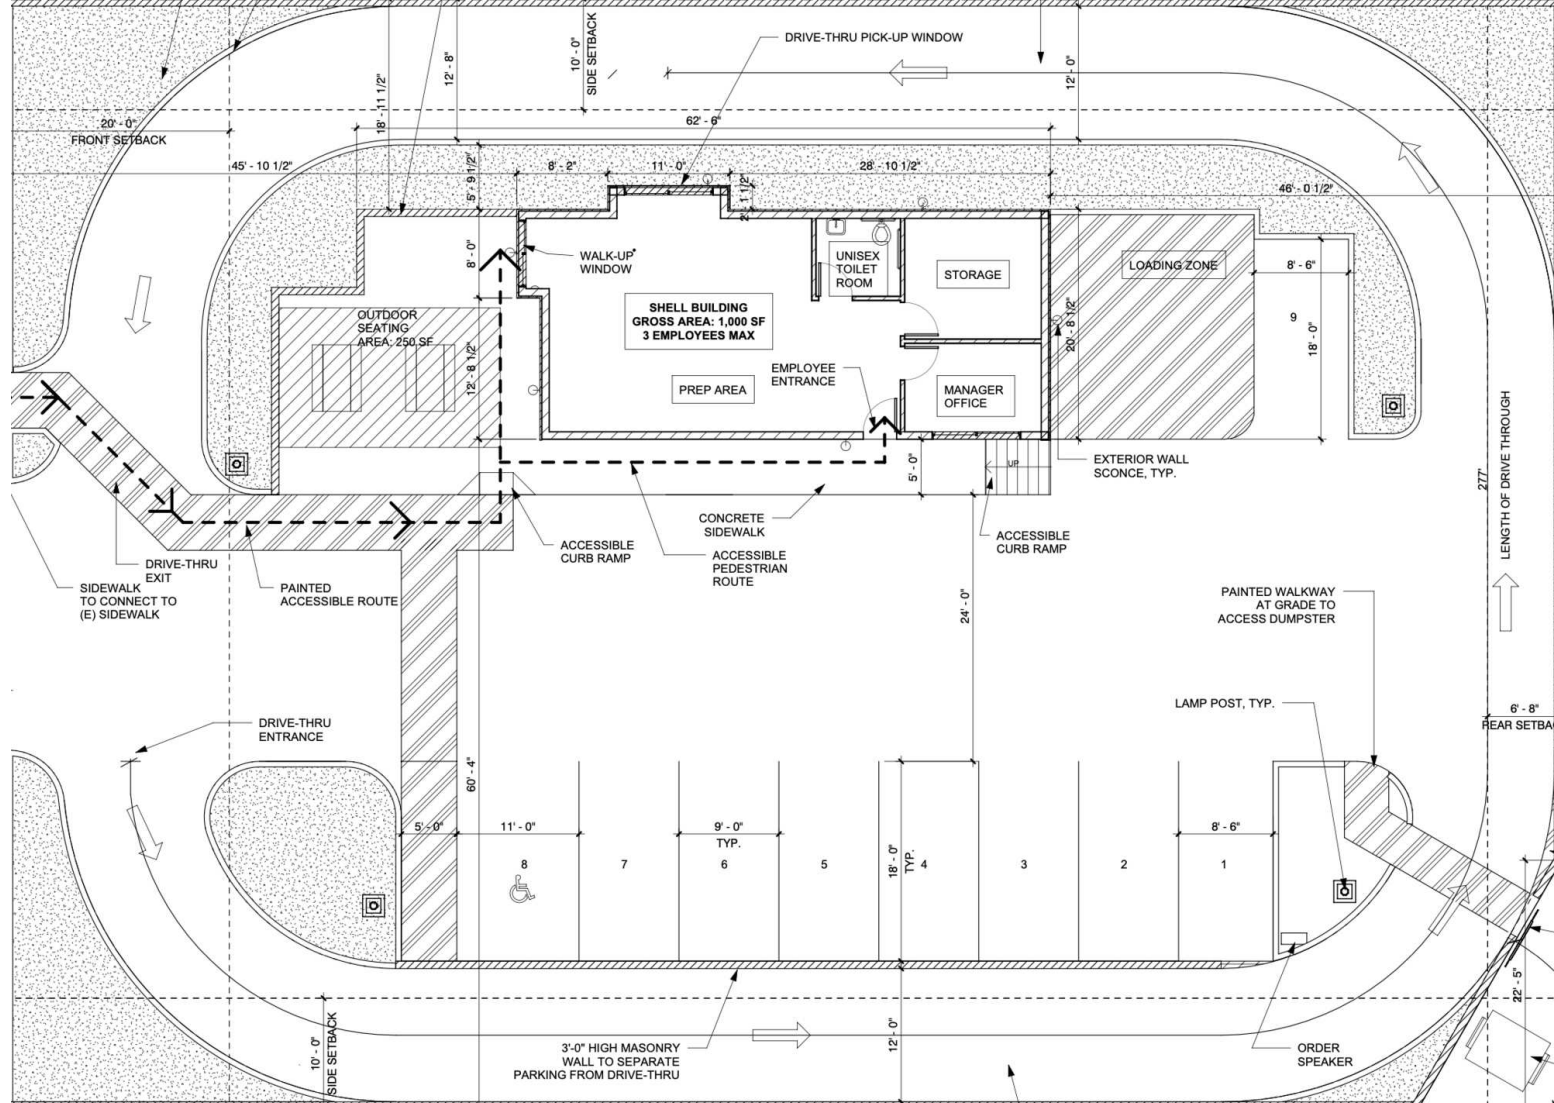 DRIVE-THRU PICK-UP WINDOW
10' - 0"
SIDE SETBACK
12' - 8"
18' - 11 1/2"
12' - 0"
20' - 0"
FRONT SETBACK
62' - 6"
45' - 10 1/2"
8' - 2"
11' - 0"
28' - 10 1/2"
46' - 0 1/2"
5' - 9 1/2"
2' - 1 1/2"
8' - 0"
WALK-UP
WINDOW
UNISEX
TOILET
ROOM
STORAGE
LOADING ZONE
8' - 6"
9
18' - 0"
20' - 8 1/2"
SHELL BUILDING
GROSS AREA: 1,000 SF
3 EMPLOYEES MAX
OUTDOOR
SEATING
AREA: 250 SF
12' - 8 1/2"
PREP AREA
EMPLOYEE
ENTRANCE
MANAGER
OFFICE
UP
5' - 0"
EXTERIOR WALL
SCONCE, TYP.
277'
LENGTH OF DRIVE THROUGH
CONCRETE
SIDEWALK
ACCESSIBLE
CURB RAMP
ACCESSIBLE
CURB RAMP
ACCESSIBLE
PEDESTRIAN
ROUTE
DRIVE-THRU
EXIT
SIDEWALK
TO CONNECT TO
(E) SIDEWALK
PAINTED
ACCESSIBLE ROUTE
24' - 0"
PAINTED WALKWAY
AT GRADE TO
ACCESS DUMPSTER
LAMP POST, TYP.
6' - 8"
REAR SETBA
DRIVE-THRU
ENTRANCE
60' - 4"
5' - 0"
11' - 0"
9' - 0"
TYP.
18' - 0"
TYP.
8' - 6"
8
7
6
5
4
3
2
1
22' - 5"
10' - 0"
SIDE SETBACK
12' - 0"
3'-0" HIGH MASONRY
WALL TO SEPARATE
PARKING FROM DRIVE-THRU
ORDER
SPEAKER